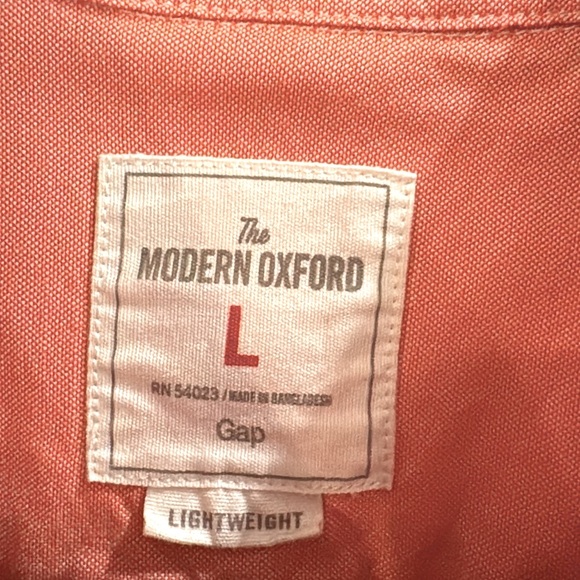 The
MODERN OXFORD
L
RN 54023 / MADE IN BANGLADESH
Gap
LIGHTWEIGHT